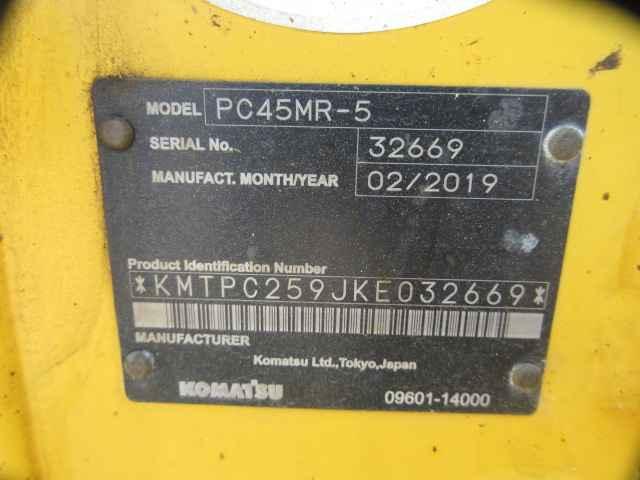 MODEL PC45MR-5
SERIAL No. 32669
MANUFACT. MONTH/YEAR 02/2019
Product Identification Number
*KMTPC259JKE032669*
MANUFACTURER
Komatsu Ltd.,Tokyo,Japan
KOMATSU 09601-14000